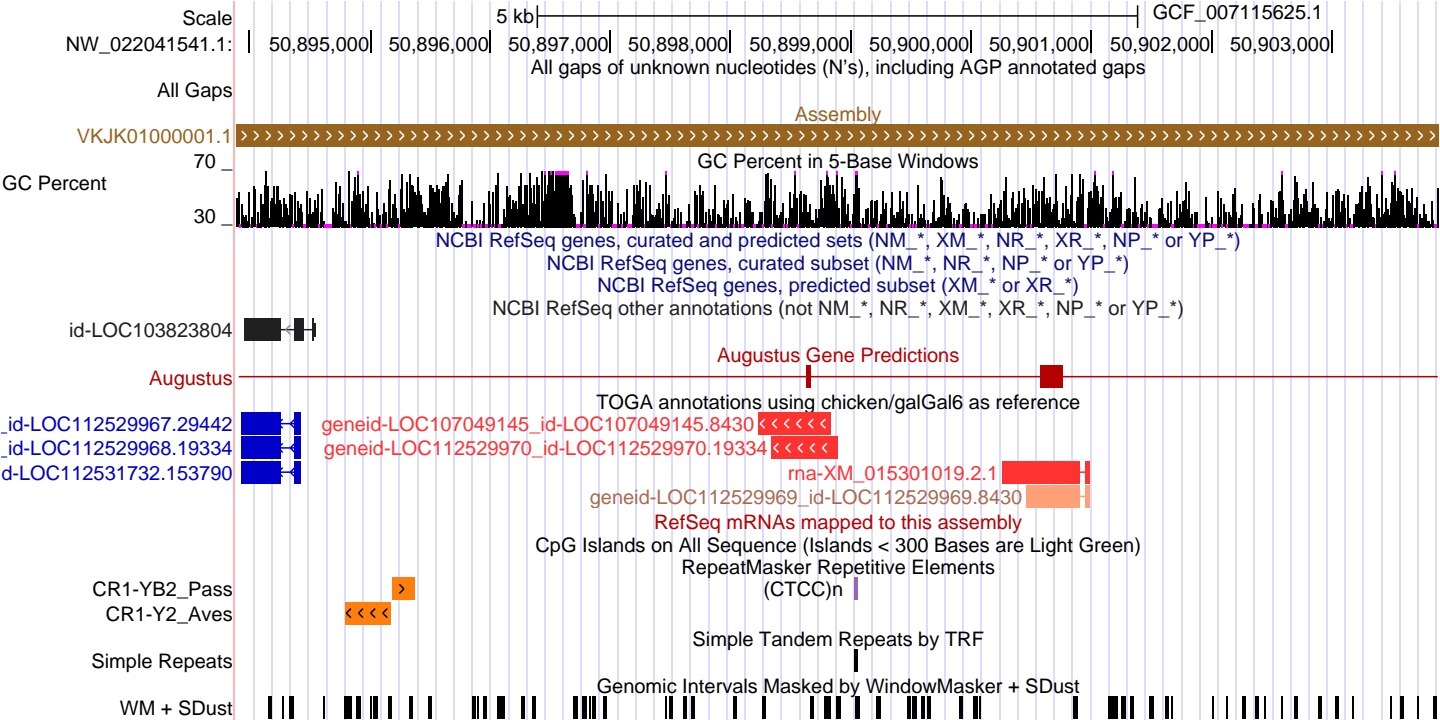 Scale 5 kb GCF_007115625.1
NW_022041541.1: 50,895,000 50,896,000 50,897,000 50,898,000 50,899,000 50,900,000 50,901,000 50,902,000 50,903,000
All gaps of unknown nucleotides (N's), including AGP annotated gaps
All Gaps
Assembly
VKJK01000001.1
GC Percent in 5-Base Windows
70
GC Percent
30
NCBI RefSeq genes, curated and predicted sets (NM_*, XM_*, NR_*, XR_*, NP_* or YP_*)
NCBI RefSeq genes, curated subset (NM_*, NR_*, NP_* or YP_*)
NCBI RefSeq genes, predicted subset (XM_* or XR_*)
NCBI RefSeq other annotations (not NM_*, NR_*, XM_*, XR_*, NP_* or YP_*)
id-LOC103823804
Augustus Gene Predictions
Augustus
TOGA annotations using chicken/galGal6 as reference
_id-LOC112529967.29442 geneid-LOC107049145_id-LOC107049145.8430
_id-LOC112529968.19334 geneid-LOC112529970_id-LOC112529970.19334
d-LOC112531732.153790 rna-XM_015301019.2.1
geneid-LOC112529969_id-LOC112529969.8430
RefSeq mRNAs mapped to this assembly
CpG Islands on All Sequence (Islands < 300 Bases are Light Green)
RepeatMasker Repetitive Elements
CR1-YB2_Pass (CTCC)n
CR1-Y2_Aves
Simple Tandem Repeats by TRF
Simple Repeats
Genomic Intervals Masked by WindowMasker + SDust
WM + SDust